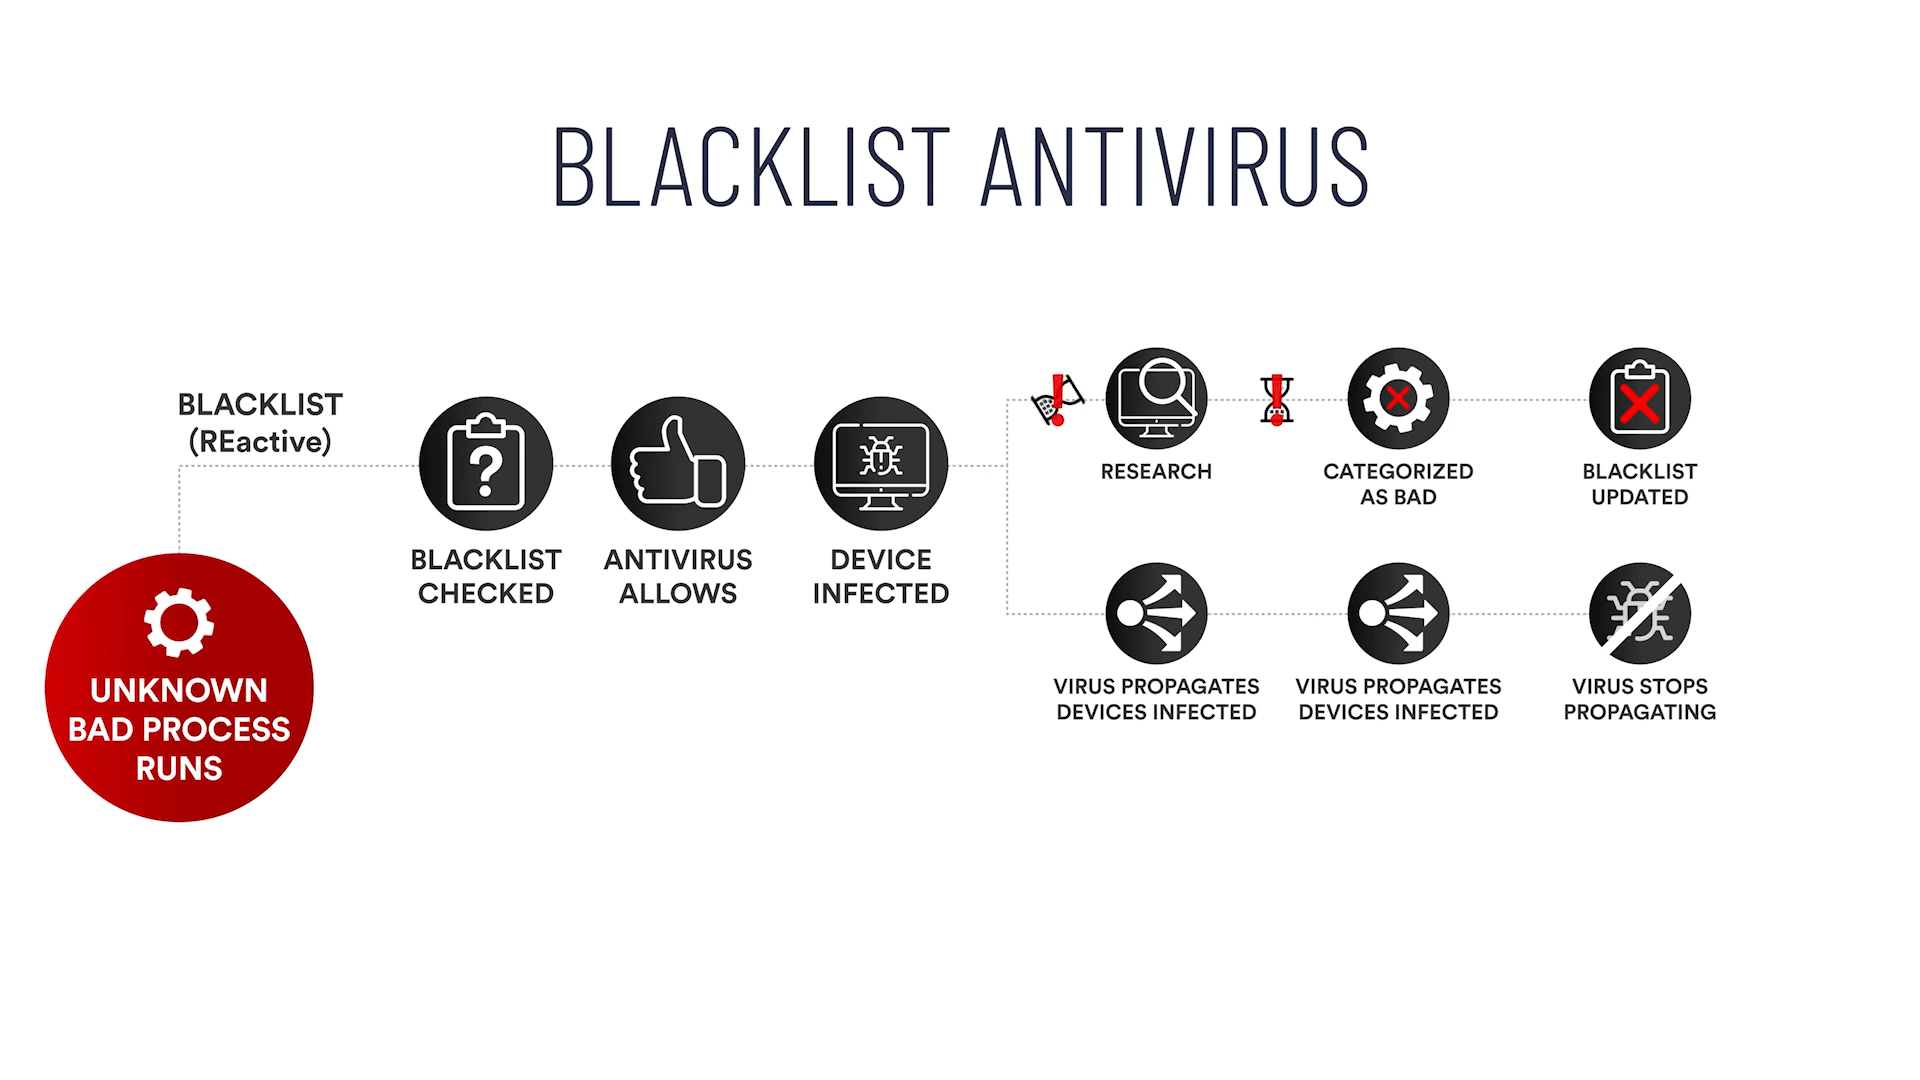 BLACKLIST ANTIVIRUS
BLACKLIST
(REactive)
UNKNOWN
BAD PROCESS
RUNS
BLACKLIST
CHECKED
ANTIVIRUS
ALLOWS
DEVICE
INFECTED
RESEARCH
CATEGORIZED
AS BAD
BLACKLIST
UPDATED
VIRUS PROPAGATES
DEVICES INFECTED
VIRUS PROPAGATES
DEVICES INFECTED
VIRUS STOPS
PROPAGATING